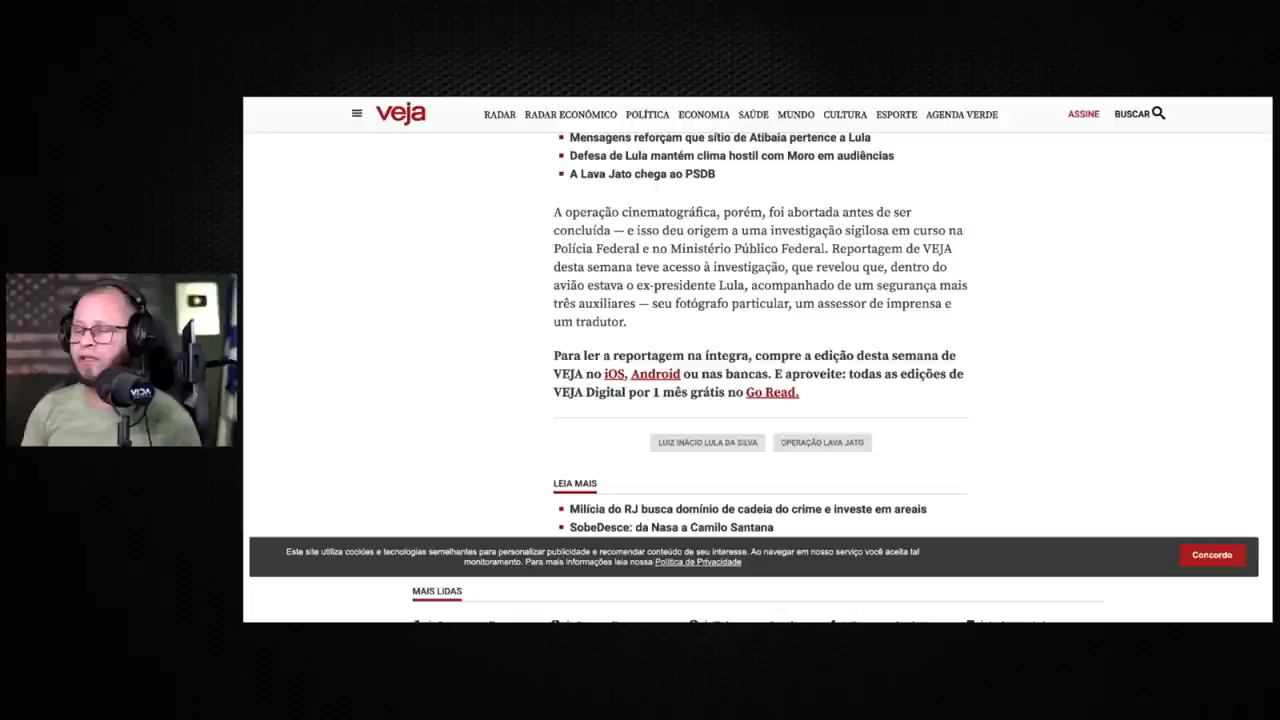 veja
RADAR RADAR ECONÔMICO POLÍTICA ECONOMIA SAÚDE MUNDO CULTURA ESPORTE AGENDA VERDE
ASSINE BUSCAR
Mensagens reforçam que sítio de Atibaia pertence a Lula
Defesa de Lula mantém clima hostil com Moro em audiências
A Lava Jato chega ao PSDB
A operação cinematográfica, porém, foi abortada antes de ser
concluída — e isso deu origem a uma investigação sigilosa em curso na
Polícia Federal e no Ministério Público Federal. Reportagem de VEJA
desta semana teve acesso à investigação, que revelou que, dentro do
avião estava o ex-presidente Lula, acompanhado de um segurança mais
três auxiliares — seu fotógrafo particular, um assessor de imprensa e
um tradutor.
Para ler a reportagem na íntegra, compre a edição desta semana de
VEJA no iOS, Android ou nas bancas. E aproveite: todas as edições de
VEJA Digital por 1 mês grátis no Go Read.
LUIZ INÁCIO LULA DA SILVA OPERAÇÃO LAVA JATO
LEIA MAIS
Milícia do RJ busca domínio de cadeia do crime e investe em areais
SobeDesce: da Nasa a Camilo Santana
Este site utiliza cookies e tecnologias semelhantes para personalizar publicidade e recomendar conteúdo de seu interesse. Ao navegar em nosso serviço você aceita tal
monitoramento. Para mais informações leia nossa Política de Privacidade
Concordo
MAIS LIDAS
VIDA